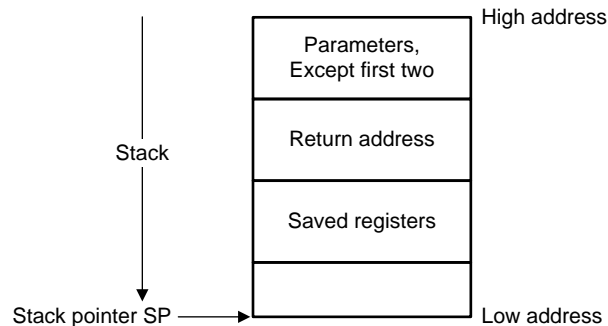 High address
Parameters,
Except first two
Return address
Stack
Saved registers
Stack pointer SP
Low address